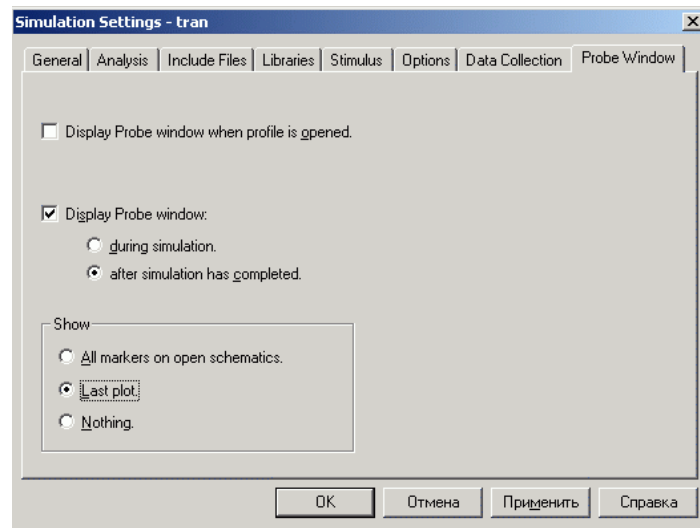 Simulation Settings - tran
General Analysis Include Files Libraries Stimulus Options Data Collection Probe Window
Display Probe window when profile is opened.
Display Probe window:
during simulation.
after simulation has completed.
Show
All markers on open schematics.
Last plot.
Nothing.
OK Отмена Применить Справка